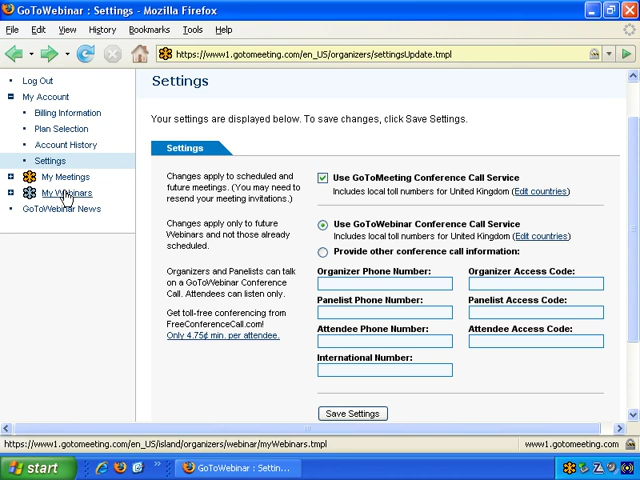 GoToWebinar : Settings - Mozilla Firefox
File Edit View History Bookmarks Tools Help
https://www1.gotomeeting.com/en_US/organizers/settingsUpdate.tmpl
Log Out
My Account
Billing Information
Plan Selection
Account History
Settings
My Meetings
My Webinars
GoToWebinar News
Settings
Your settings are displayed below. To save changes, click Save Settings.
Settings
Changes apply to scheduled and
future meetings. (You may need to
resend your meeting invitations.)
Use GoToMeeting Conference Call Service
Includes local toll numbers for United Kingdom (Edit countries)
Changes apply only to future
Webinars and not those already
scheduled.
Use GoToWebinar Conference Call Service
Includes local toll numbers for United Kingdom (Edit countries)
Provide other conference call information:
Organizers and Panelists can talk
on a GoToWebinar Conference
Call. Attendees can listen only.
Get toll-free conferencing from
FreeConferenceCall.com!
Only 4.75¢ min. per attendee.
Organizer Phone Number: Organizer Access Code:
Panelist Phone Number: Panelist Access Code:
Attendee Phone Number: Attendee Access Code:
International Number:
Save Settings
https://www1.gotomeeting.com/en_US/island/organizers/webinar/myWebinars.tmpl www1.gotomeeting.com
start GoToWebinar : Settin...